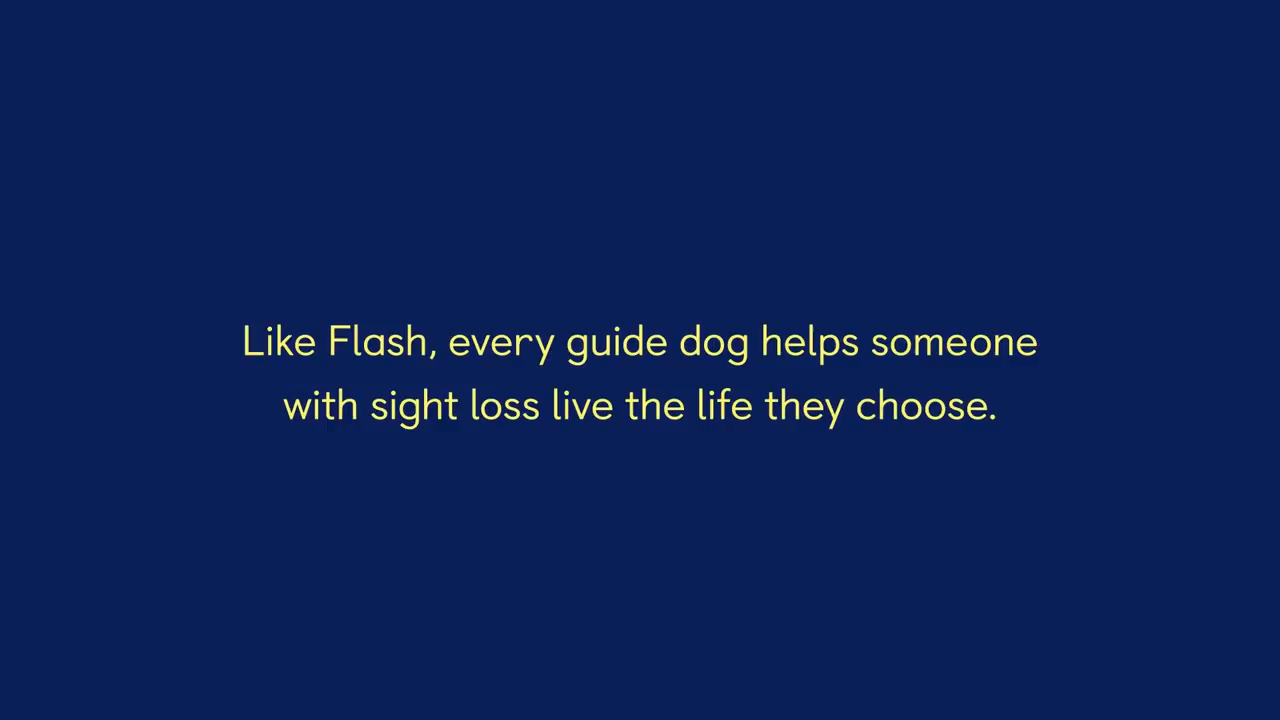 Like Flash, every guide dog helps someone
with sight loss live the life they choose.